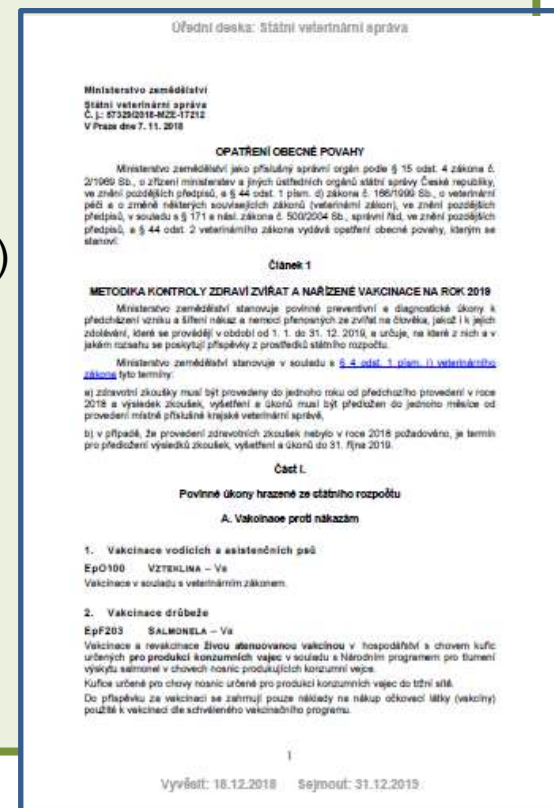 Úřední deska: Státní veterinární správa
Ministerstvo zemědělství
Státní veterinární správa
Č. j.: 67329/2018-MZE-17212
V Praze dne 7. 11. 2018
OPATŘENÍ OBECNÉ POVAHY
Ministerstvo zemědělství jako příslušný správní orgán podle § 15 odst. 4 zákona č.
2/1969 Sb., o zřízení ministerstev a jiných ústředních orgánů státní správy České republiky,
ve znění pozdějších předpisů, a § 44 odst. 1 písm. d) zákona č. 166/1999 Sb., o veterinární
péči a o změně některých souvisejících zákonů (veterinární zákon), ve znění pozdějších
předpisů, v souladu s § 171 a násl. zákona č. 500/2004 Sb., správní řád, ve znění pozdějších
předpisů, a § 44 odst. 2 veterinárního zákona vydává opatření obecné povahy, kterým se
stanoví:
Článek 1
METODIKA KONTROLY ZDRAVÍ ZVÍŘAT A NAŘÍZENÉ VAKCINACE NA ROK 2019
Ministerstvo zemědělství stanovuje povinné preventivní a diagnostické úkony k
předcházení vzniku a šíření nákaz a nemocí přenosných ze zvířat na člověka, jakož i k jejich
zdolávání, které se provádějí v období od 1. 1. do 31. 12. 2019, a určuje, na které z nich a v
jakém rozsahu se poskytují příspěvky z prostředků státního rozpočtu.
Ministerstvo zemědělství stanovuje v souladu s § 4 odst. 1 písm. i) veterinárního
zákona tyto termíny:
a) zdravotní zkoušky musí být provedeny do jednoho roku od předchozího provedení v roce
2018 a výsledek zkoušek, vyšetření a úkonů musí být předložen do jednoho měsíce od
provedení místně příslušné krajské veterinární správě,
b) v případě, že provedení zdravotních zkoušek nebylo v roce 2018 požadováno, je termín
pro předložení výsledků zkoušek, vyšetření a úkonů do 31. října 2019.
Část I.
Povinné úkony hrazené ze státního rozpočtu
A. Vakcinace proti nákazám
1. Vakcinace vodicích a asistenčních psů
EpO100 VZTEKLINA – Va
Vakcinace v souladu s veterinárním zákonem.
2. Vakcinace drůbeže
EpF203 SALMONELA – Va
Vakcinace a revakcinace živou atenuovanou vakcínou v hospodářství s chovem kuřic
určených pro produkci konzumních vajec v souladu s Národním programem pro tlumení
výskytu salmonel v chovech nosnic produkujících konzumní vejce.
Kuřice určené pro chovy nosnic určené pro produkci konzumních vajec do tržní sítě.
Do příspěvku za vakcinaci se zahrnují pouze náklady na nákup očkovací látky (vakcíny)
použité k vakcinaci dle schváleného vakcinačního programu.
1
Vyvěsit: 18.12.2018 Sejmout: 31.12.2019
)